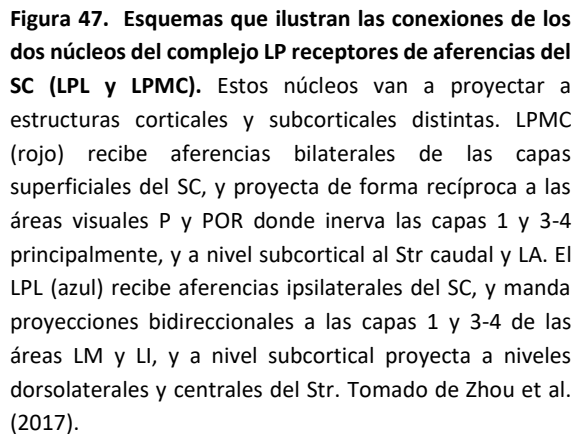 Figura 47. Esquemas que ilustran las conexiones de los
dos núcleos del complejo LP receptores de aferencias del
SC (LPL y LPMC). Estos núcleos van a proyectar a
estructuras corticales y subcorticales distintas. LPMC
(rojo) recibe aferencias bilaterales de las capas
superficiales del SC, y proyecta de forma recíproca a las
áreas visuales P y POR donde inerva las capas 1 y 3-4
principalmente, y a nivel subcortical al Str caudal y LA. El
LPL (azul) recibe aferencias ipsilaterales del SC, y manda
proyecciones bidireccionales a las capas 1 y 3-4 de las
áreas LM y LI, y a nivel subcortical proyecta a niveles
dorsolaterales y centrales del Str. Tomado de Zhou et al.
(2017).